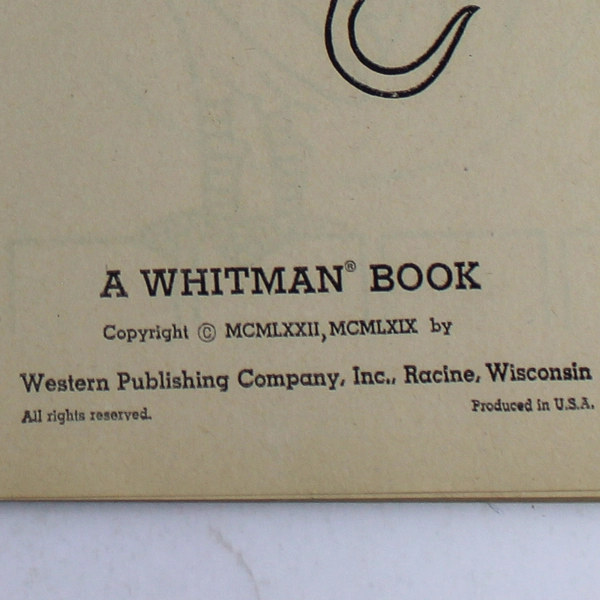 A WHITMAN® BOOK
Copyright © MCMLXXII, MCMLXIX by
Western Publishing Company, Inc., Racine, Wisconsin
All rights reserved. Produced in U.S.A.